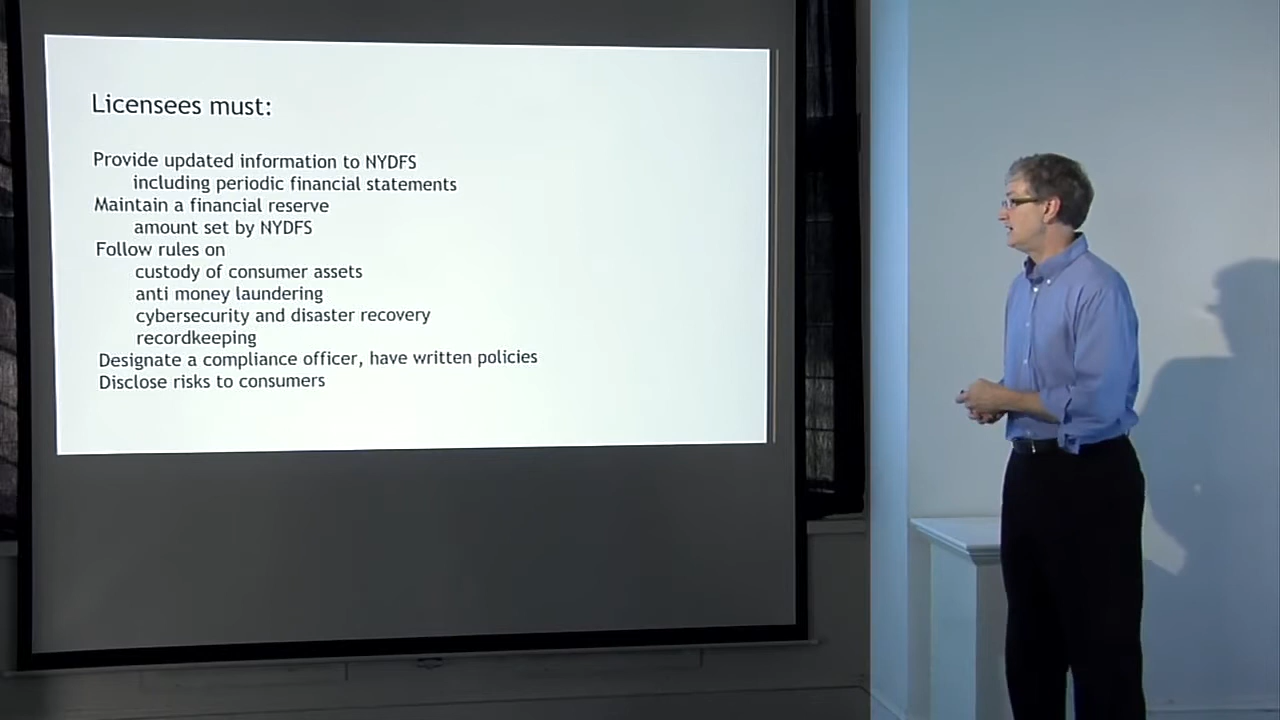 Licensees must:
Provide updated information to NYDFS
including periodic financial statements
Maintain a financial reserve
amount set by NYDFS
Follow rules on
custody of consumer assets
anti money laundering
cybersecurity and disaster recovery
recordkeeping
Designate a compliance officer, have written policies
Disclose risks to consumers